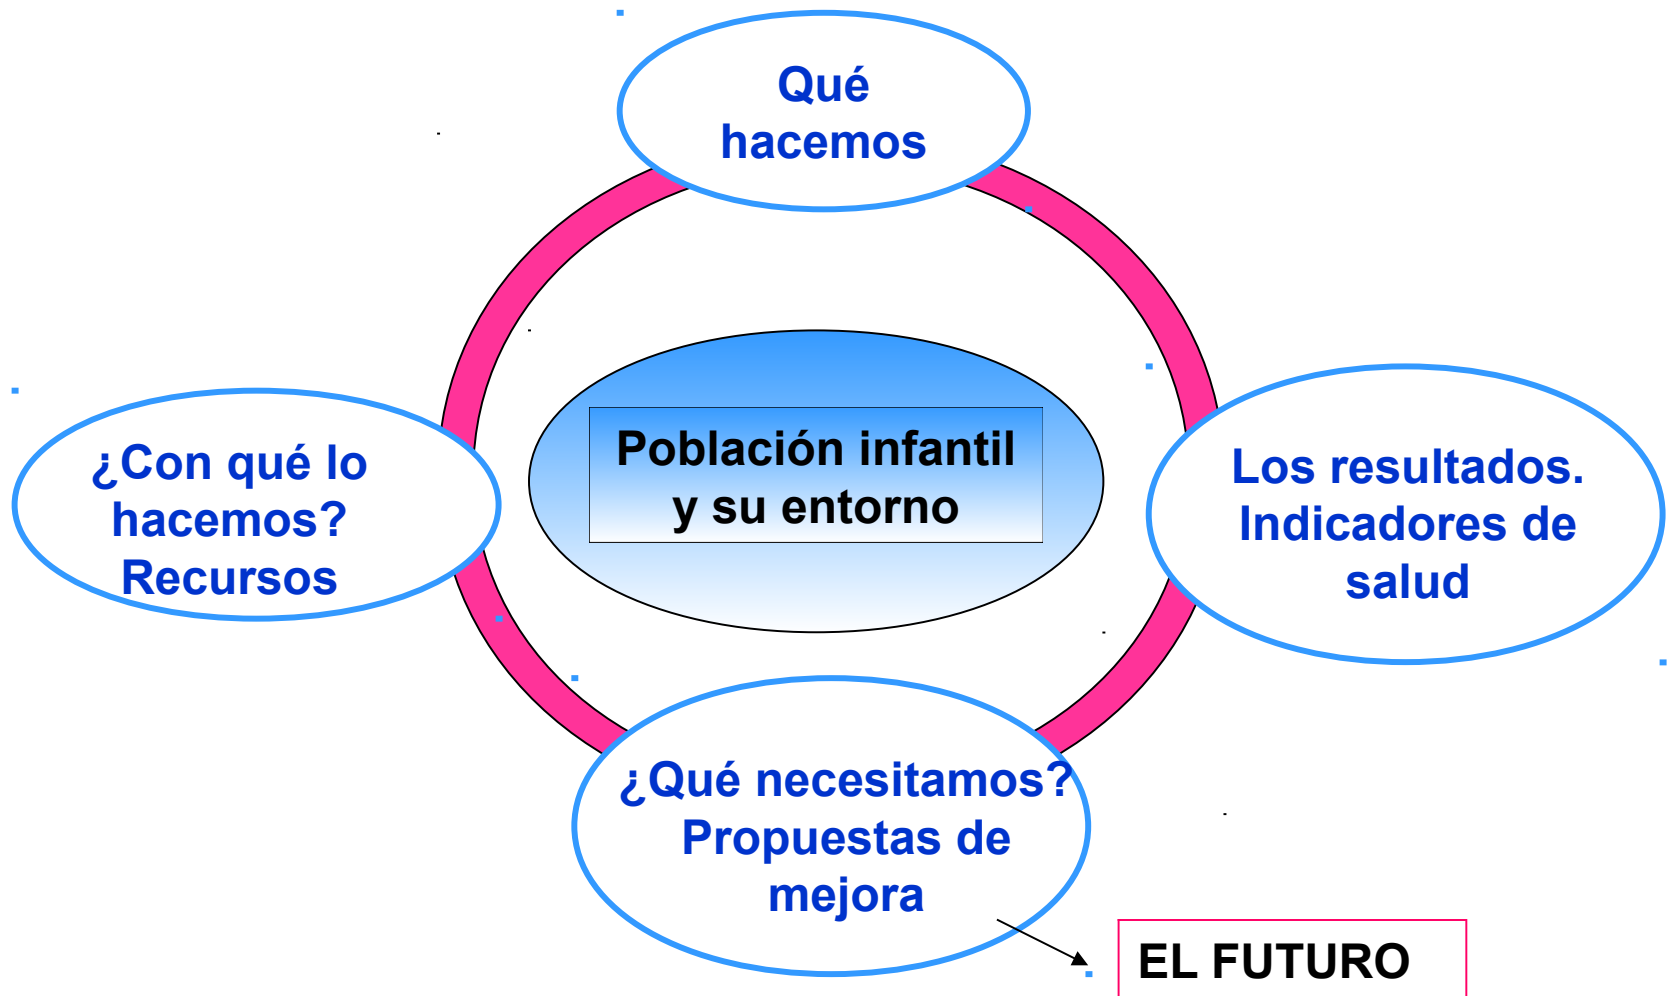 Qué
hacemos
¿Con qué lo
hacemos?
Recursos
Población infantil
y su entorno
Los resultados.
Indicadores de
salud
¿Qué necesitamos?
Propuestas de
mejora
EL FUTURO